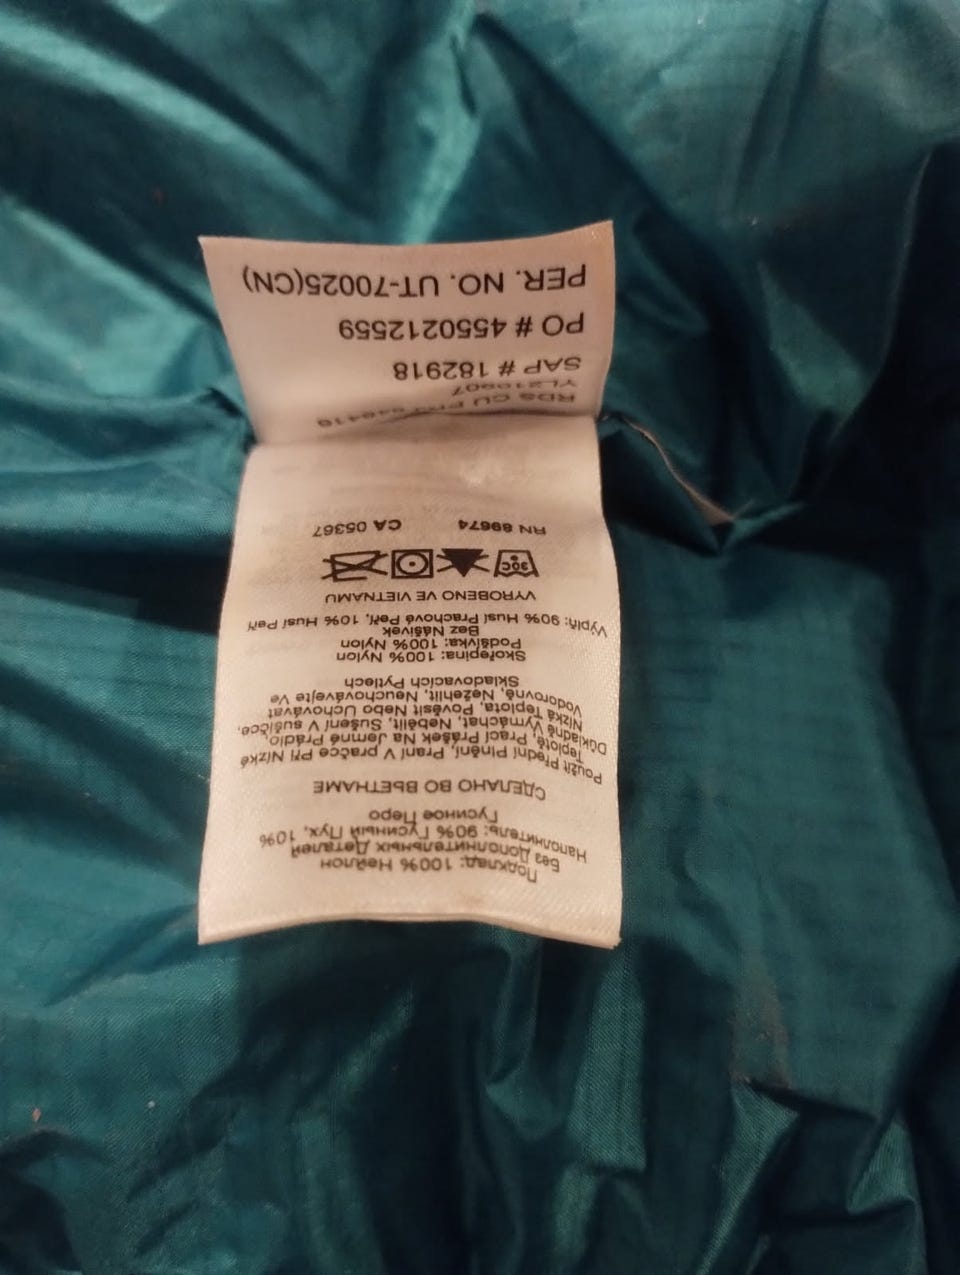 Подклад: 100% Нейлон
Без Дополнительных Деталей
Наполнитель: 90% Гусиный Пух, 10%
Гусиное Перо
СДЕЛАНО ВО ВЬЕТНАМЕ
Použít Přední Plnění, Praní V pračce Při Nízké
Teplotě, Prací Prášek Na Jemné Prádlo,
Důkladně Vymáchat, Nebělit, Sušení V sušičce,
Nízká Teplota, Pověsit Nebo Uchovávat
Vodorovně, Nežehlit, Neuchovávejte Ve
Skladovacích Pytlech
Skořepina: 100% Nylon
Podšívka: 100% Nylon
Bez Nášivek
Výplň: 90% Husí Prachové Peří, 10% Husí Peří
VYROBENO VE VIETNAMU
30C
RN 89674 CA 05367
RDS CU
YL210907
SAP # 182918
PO # 4550212559
PER. NO. UT-70025(CN)